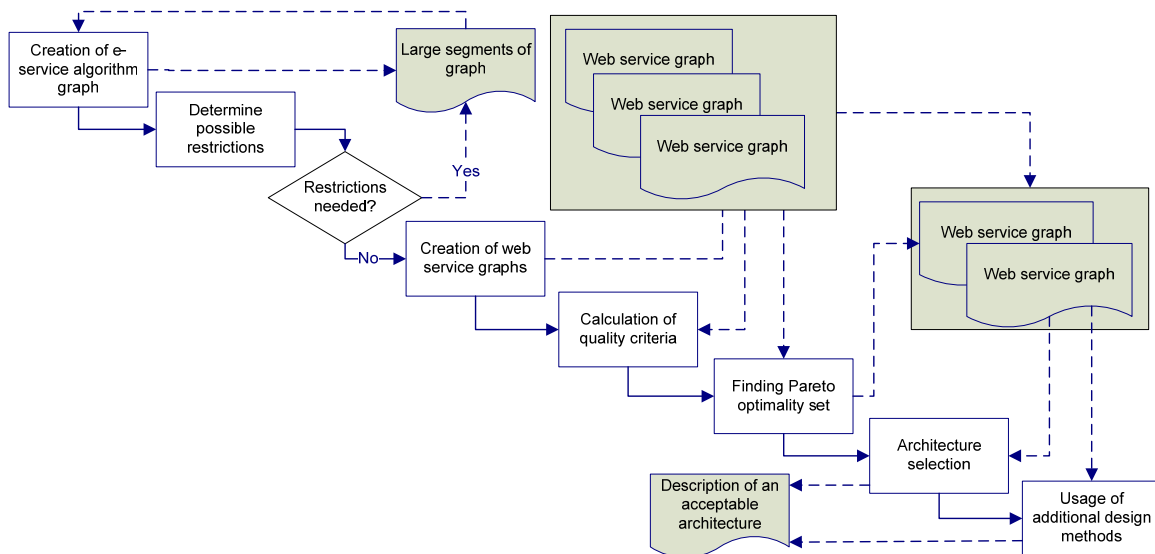 Creation of e-
service algorithm
graph
Large segments of
graph
Web service graph
Web service graph
Web service graph
Determine
possible
restrictions
Yes
Restrictions
needed?
No
Creation of web
service graphs
Web service graph
Web service graph
Calculation of
quality criteria
Finding Pareto
optimality set
Architecture
selection
Description of an
acceptable
architecture
Usage of
additional design
methods